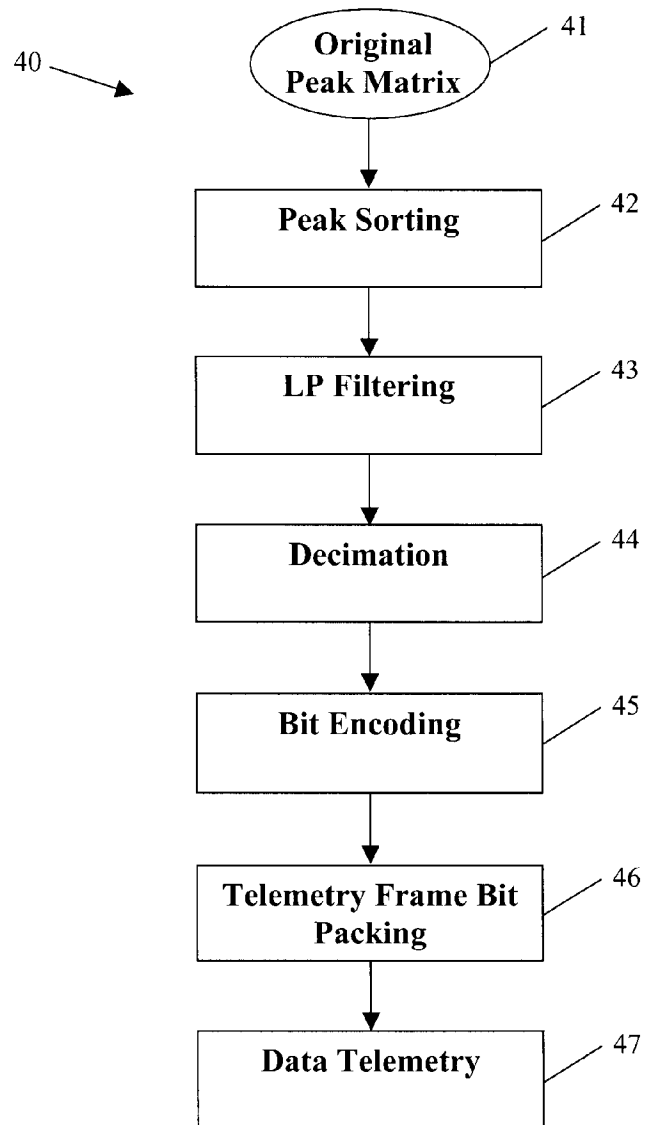 40
Original
Peak Matrix
41
Peak Sorting
42
LP Filtering
43
Decimation
44
Bit Encoding
45
Telemetry Frame Bit
Packing
46
Data Telemetry
47